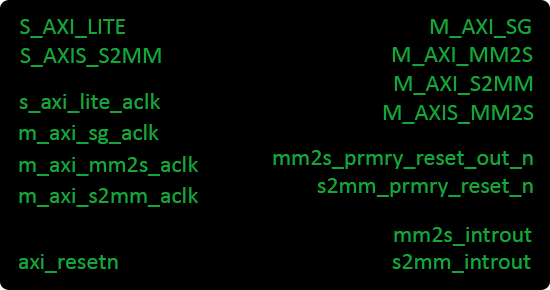 S_AXI_LITE
S_AXIS_S2MM
s_axi_lite_aclk
m_axi_sg_aclk
m_axi_mm2s_aclk
m_axi_s2mm_aclk
axi_resetn
M_AXI_SG
M_AXI_MM2S
M_AXI_S2MM
M_AXIS_MM2S
mm2s_prmry_reset_out_n
s2mm_prmry_reset_n
mm2s_introut
s2mm_introut